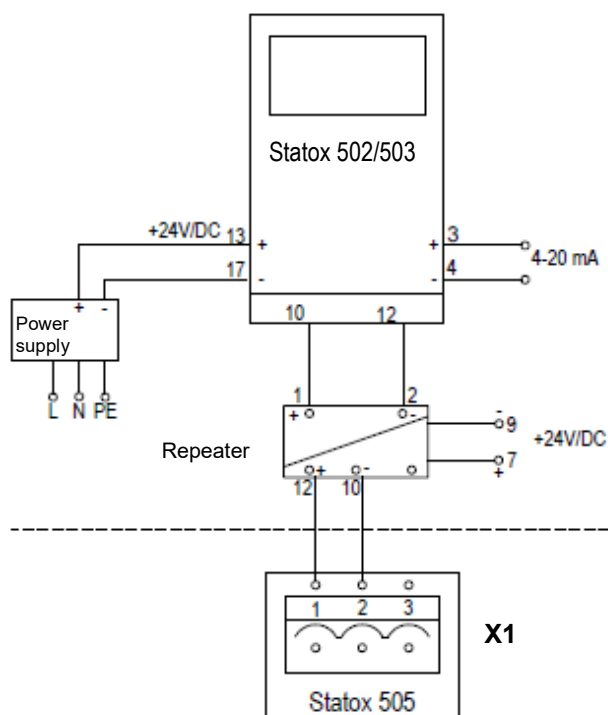 Statox 502/503
+24V/DC 13 + + 3
4-20 mA
17 - - 4
+ -
Power
supply
10 12
L N PE
1 2
+ -
- 9
Repeater
+24V/DC
7
+
+ -
12 10
1 2 3
X1
Statox 505